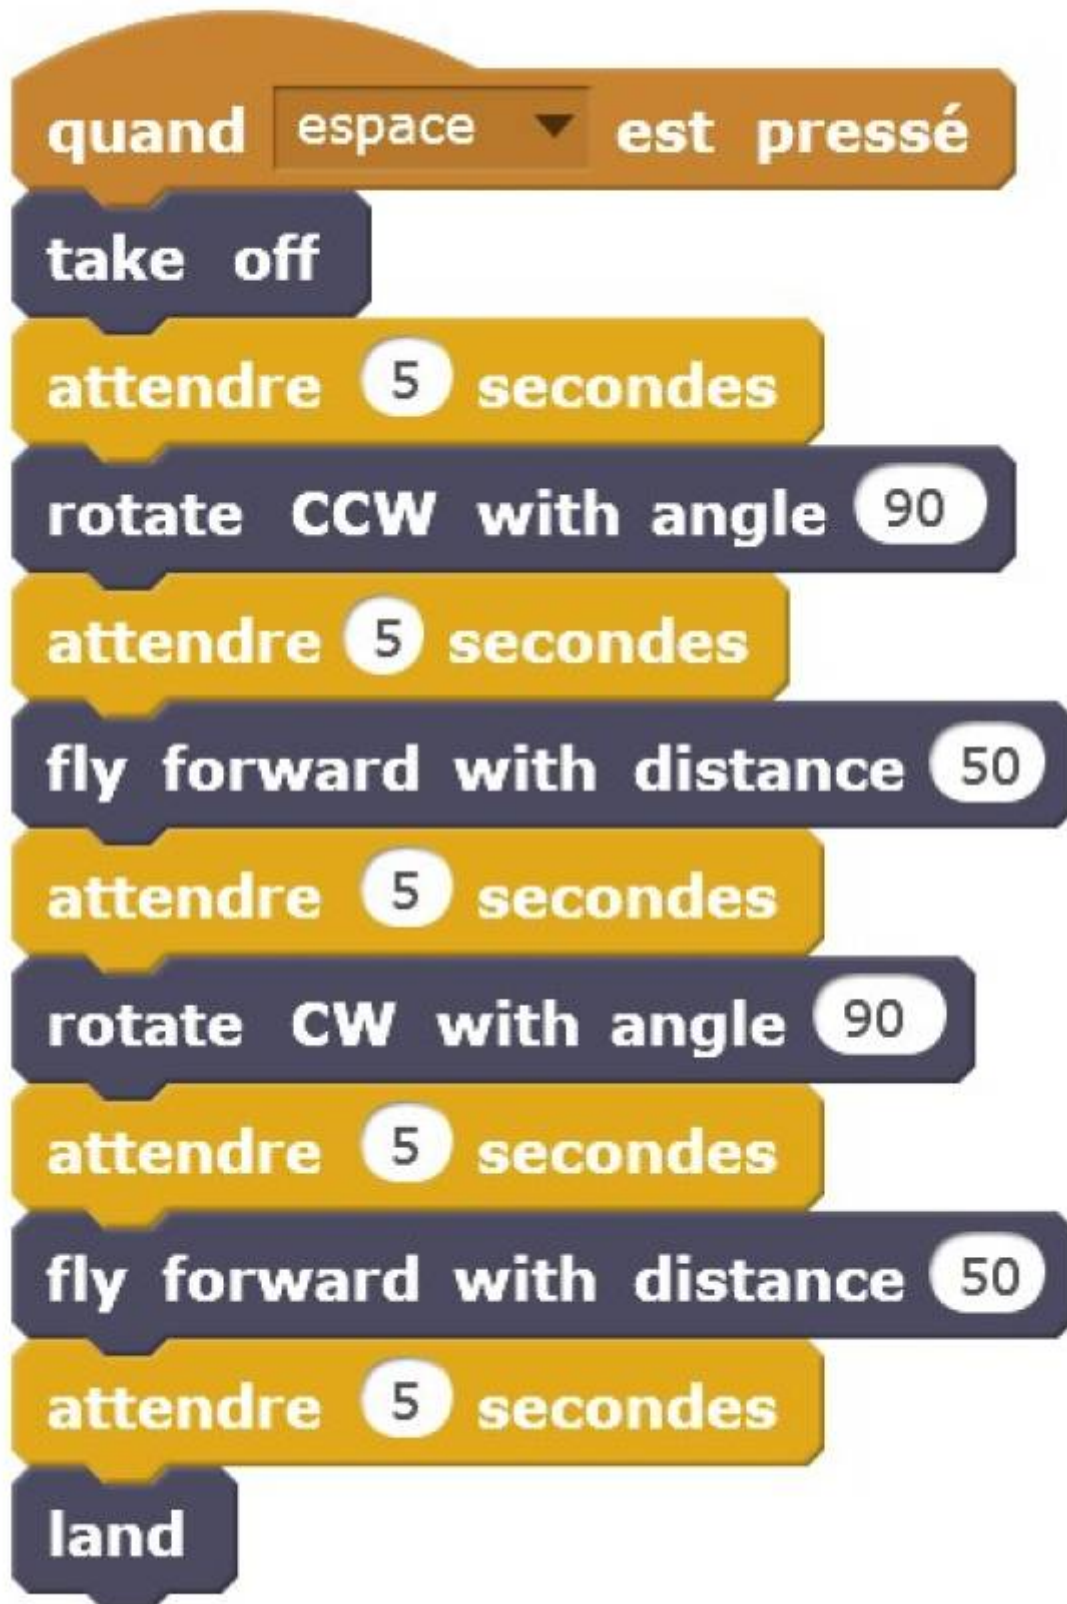 quand espace est pressé
take off
attendre 5 secondes
rotate CCW with angle 90
attendre 5 secondes
fly forward with distance 50
attendre 5 secondes
rotate CW with angle 90
attendre 5 secondes
fly forward with distance 50
attendre 5 secondes
land